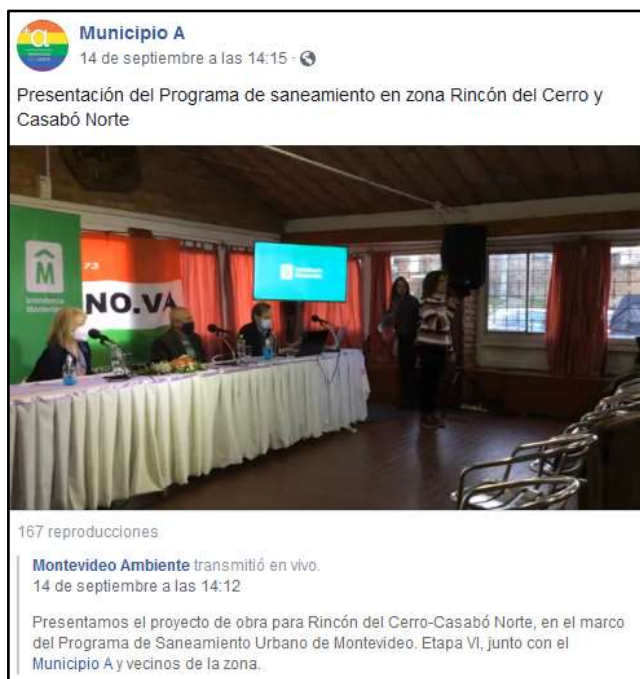 Municipio A
14 de septiembre a las 14:15
Presentación del Programa de saneamiento en zona Rincón del Cerro y
Casabó Norte
M
Intendencia
Montevideo
73
NO.VA
167 reproducciones
Montevideo Ambiente transmitió en vivo.
14 de septiembre a las 14:12
Presentamos el proyecto de obra para Rincón del Cerro-Casabó Norte, en el marco
del Programa de Saneamiento Urbano de Montevideo. Etapa VI, junto con el
Municipio A y vecinos de la zona.